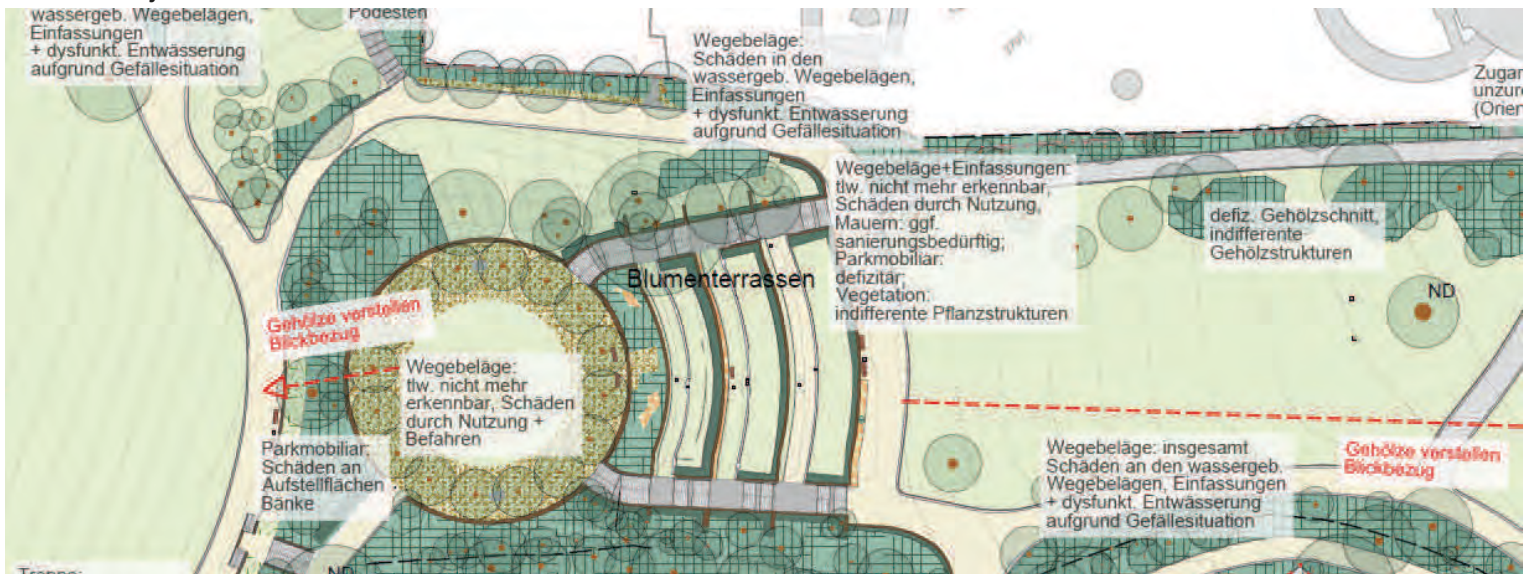 wassergeb. Wegebelägen,
Einfassungen
+ dysfunkt. Entwässerung
aufgrund Gefällesituation
Podesten
Wegebeläge:
Schäden in den
wassergeb. Wegebelägen,
Einfassungen
+ dysfunkt. Entwässerung
aufgrund Gefällesituation
(Orien
Wegebeläge+Einfassungen:
tlw. nicht mehr erkennbar,
Schäden durch Nutzung,
Mauern: ggf.
sanierungsbedürftig;
Parkmobiliar:
defizitär;
Vegetation:
indifferente Pflanzstrukturen
defiz. Gehölzschnitt,
indifferente
Gehölzstrukturen
Blumenterrassen
ND
Gehölze verstellen
Blickbezug
Wegebeläge:
tlw. nicht mehr
erkennbar, Schäden
durch Nutzung +
Befahren
Parkmobiliar:
Schäden an
Aufstellflächen
Bänke
Wegebeläge: insgesamt
Schäden an den wassergeb.
Wegebelägen, Einfassungen
+ dysfunkt. Entwässerung
aufgrund Gefällesituation
Gehölze verstellen
Blickbezug
ND